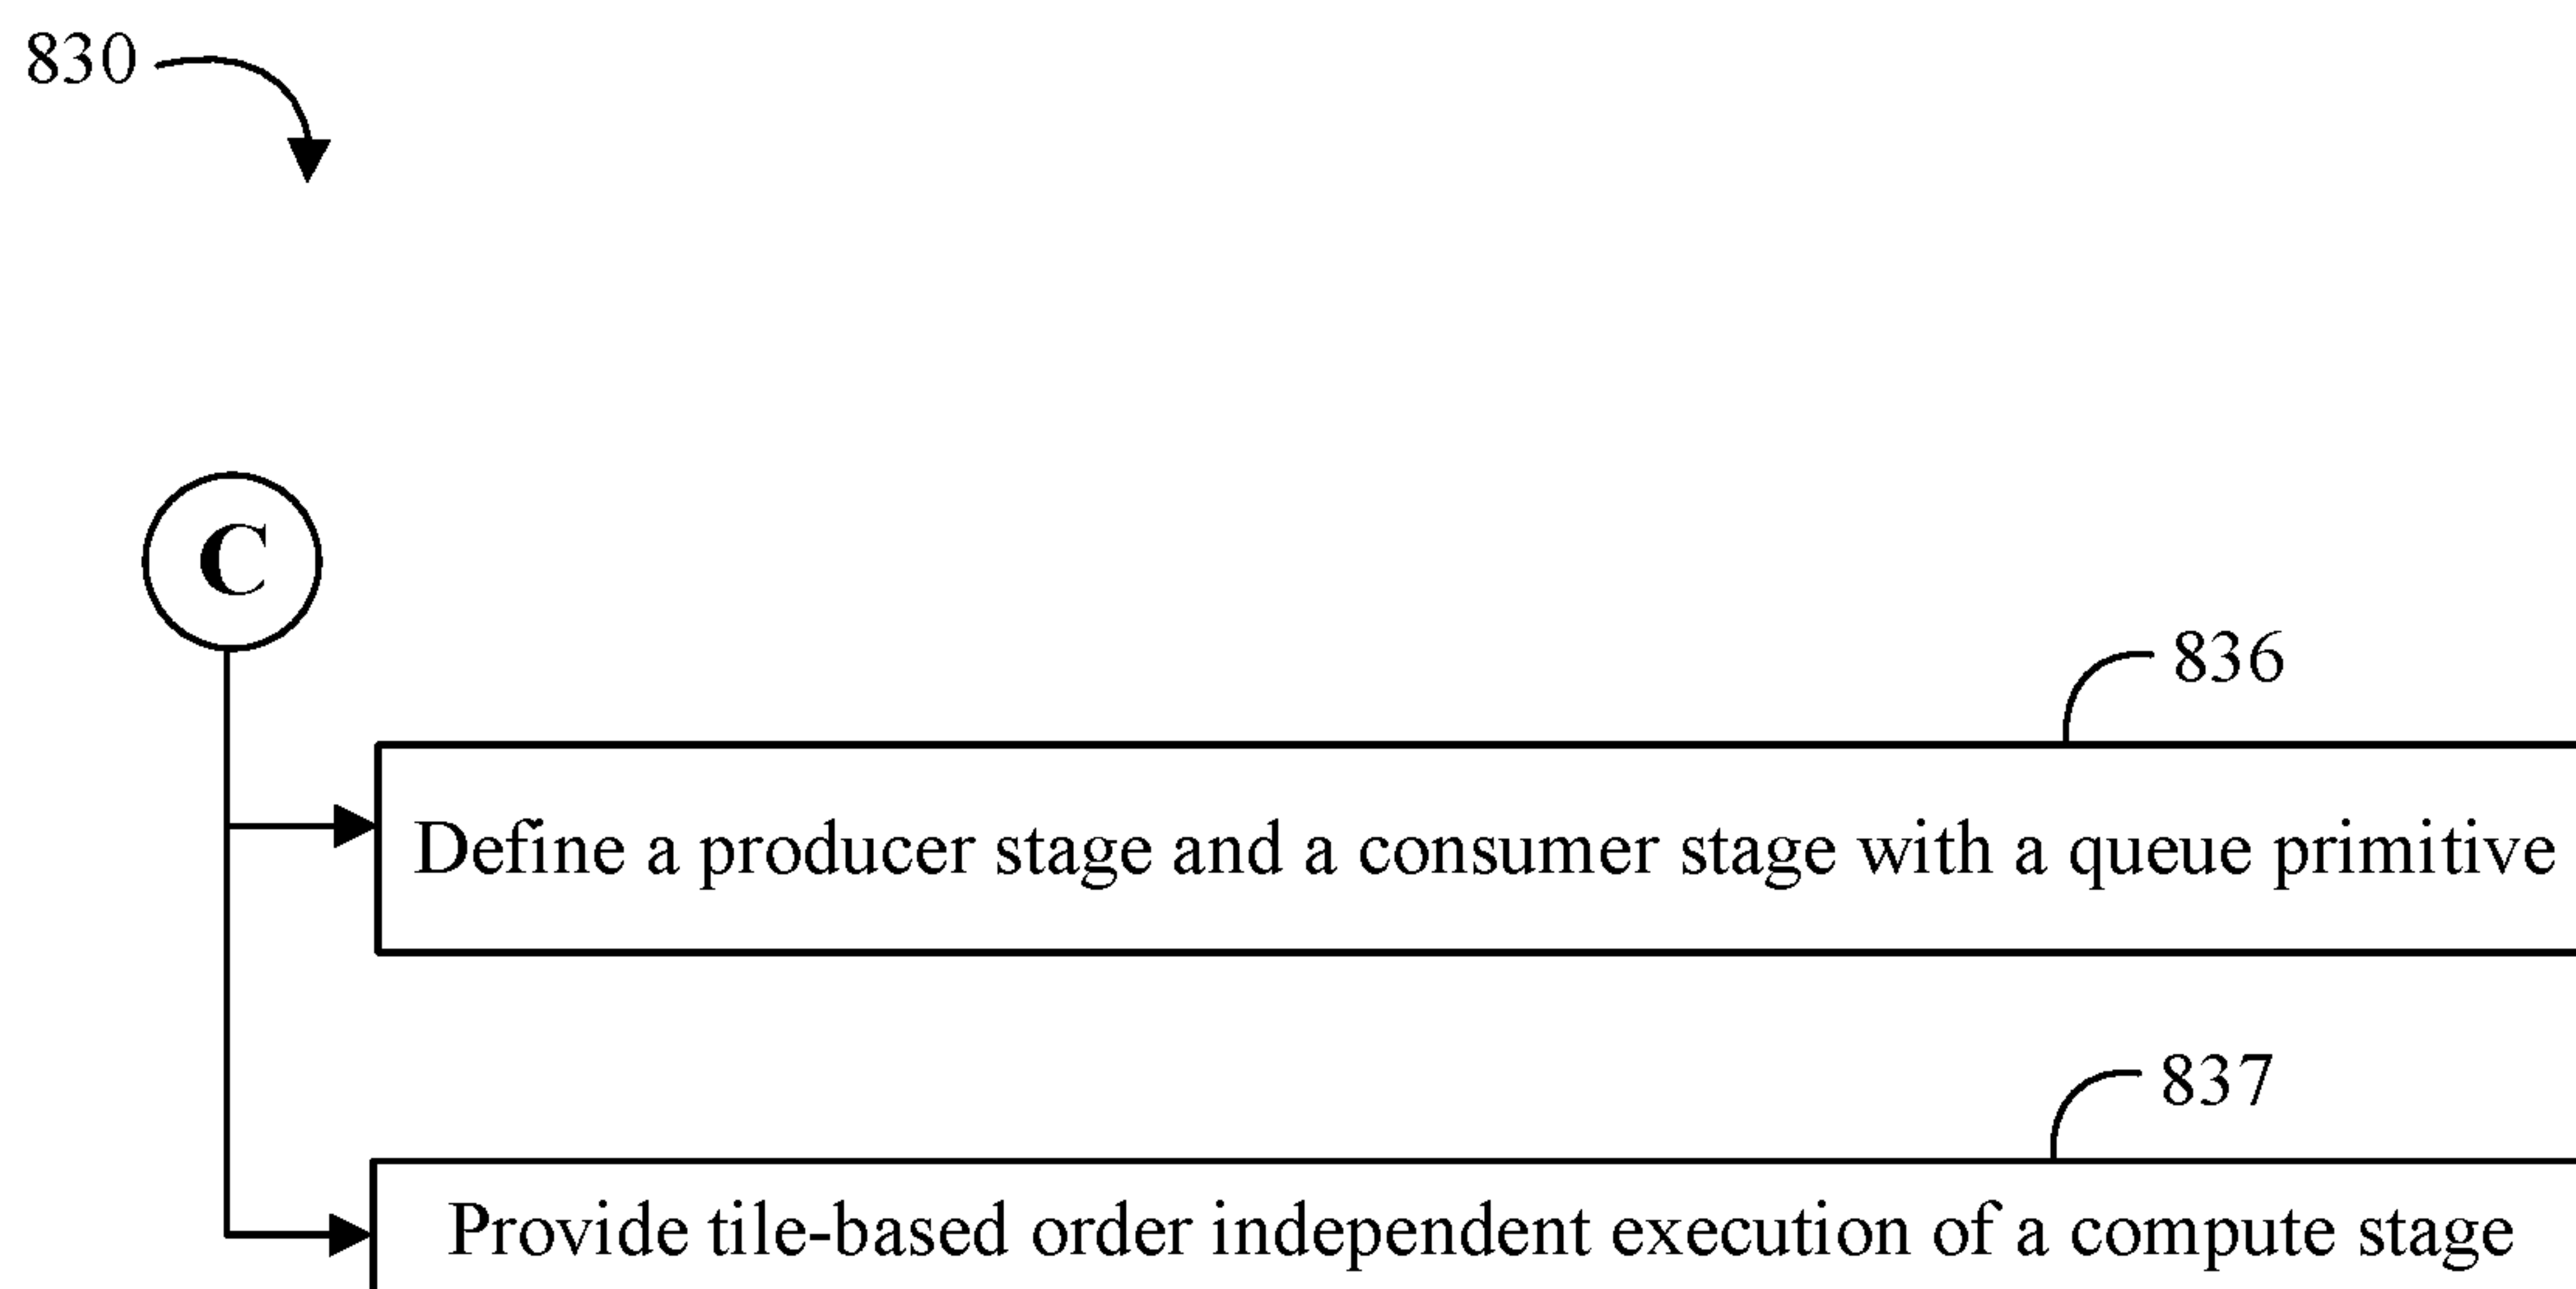 830
C
836
Define a producer stage and a consumer stage with a queue primitive
837
Provide tile-based order independent execution of a compute stage